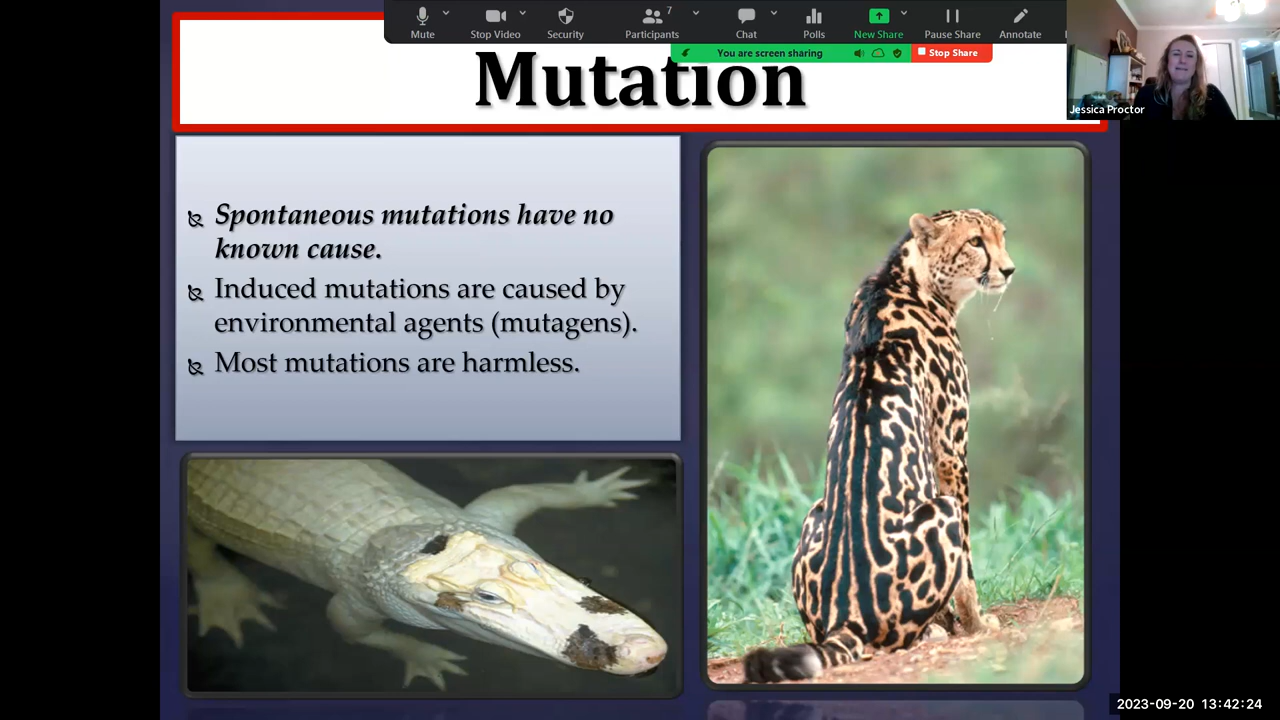 7
Mute
Stop Video
Security
Participants
Chat
Polls
New Share
Pause Share
Annotate
You are screen sharing
Stop Share
Mutation
Jessica Proctor
Spontaneous mutations have no
known cause.
Induced mutations are caused by
environmental agents (mutagens).
Most mutations are harmless.
2023-09-20 13:42:24